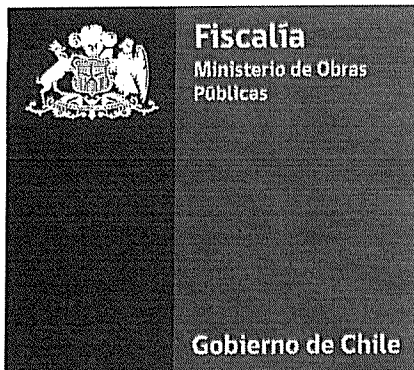 Fiscalía
Ministerio de Obras
Públicas
Gobierno de Chile